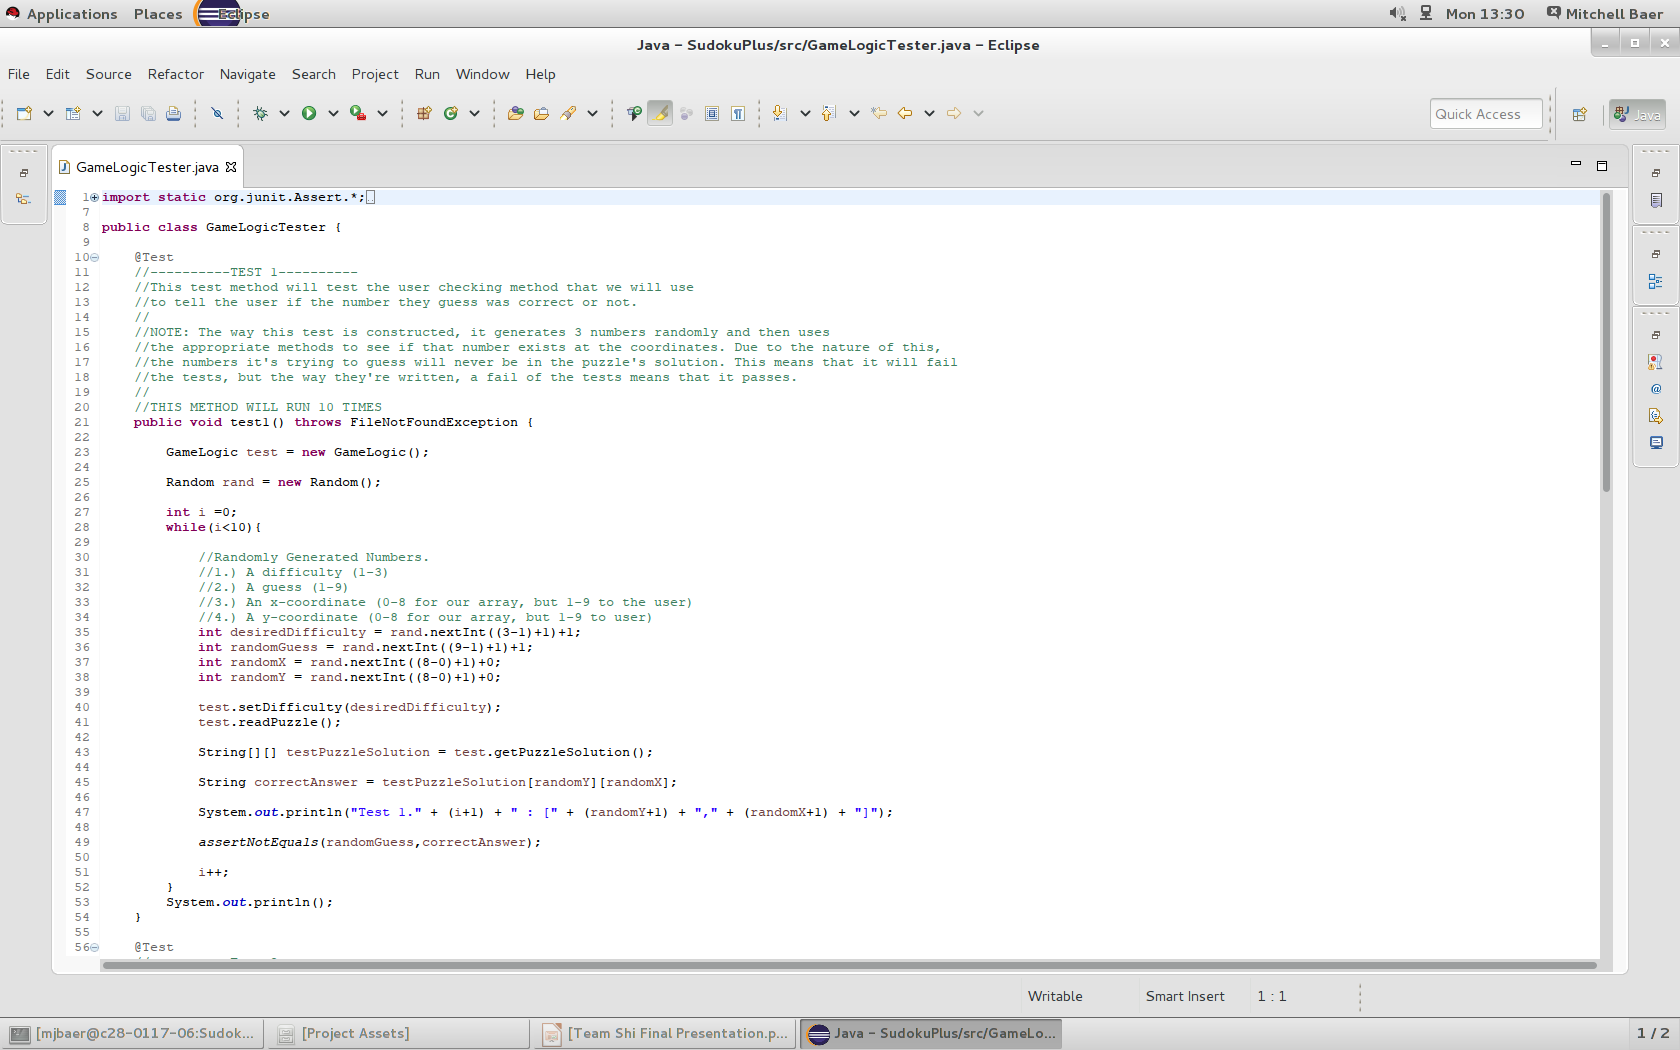 Applications Places Eclipse Mon 13:30 Mitchell Baer
Java - SudokuPlus/src/GameLogicTester.java - Eclipse
File Edit Source Refactor Navigate Search Project Run Window Help
Quick Access Java
GameLogicTester.java
1 import static org.junit.Assert.*;
7
8 public class GameLogicTester {
9
10 @Test
11 //----------TEST 1----------
12 //This test method will test the user checking method that we will use
13 //to tell the user if the number they guess was correct or not.
14 //
15 //NOTE: The way this test is constructed, it generates 3 numbers randomly and then uses
16 //the appropriate methods to see if that number exists at the coordinates. Due to the nature of this,
17 //the numbers it's trying to guess will never be in the puzzle's solution. This means that it will fail
18 //the tests, but the way they're written, a fail of the tests means that it passes.
19 //
20 //THIS METHOD WILL RUN 10 TIMES
21 public void test1() throws FileNotFoundException {
22
23 GameLogic test = new GameLogic();
24
25 Random rand = new Random();
26
27 int i =0;
28 while(i<10){
29
30 //Randomly Generated Numbers.
31 //1.) A difficulty (1-3)
32 //2.) A guess (1-9)
33 //3.) An x-coordinate (0-8 for our array, but 1-9 to the user)
34 //4.) A y-coordinate (0-8 for our array, but 1-9 to user)
35 int desiredDifficulty = rand.nextInt((3-1)+1)+1;
36 int randomGuess = rand.nextInt((9-1)+1)+1;
37 int randomX = rand.nextInt((8-0)+1)+0;
38 int randomY = rand.nextInt((8-0)+1)+0;
39
40 test.setDifficulty(desiredDifficulty);
41 test.readPuzzle();
42
43 String[][] testPuzzleSolution = test.getPuzzleSolution();
44
45 String correctAnswer = testPuzzleSolution[randomY][randomX];
46
47 System.out.println("Test 1." + (i+1) + " : [" + (randomY+1) + "," + (randomX+1) + "]");
48
49 assertNotEquals(randomGuess,correctAnswer);
50
51 i++;
52 }
53 System.out.println();
54 }
55
56 @Test
Writable Smart Insert 1 : 1
[mjbaer@c28-0117-06:Sudok... [Project Assets] [Team Shi Final Presentation.p... Java - SudokuPlus/src/GameLo... 1 / 2